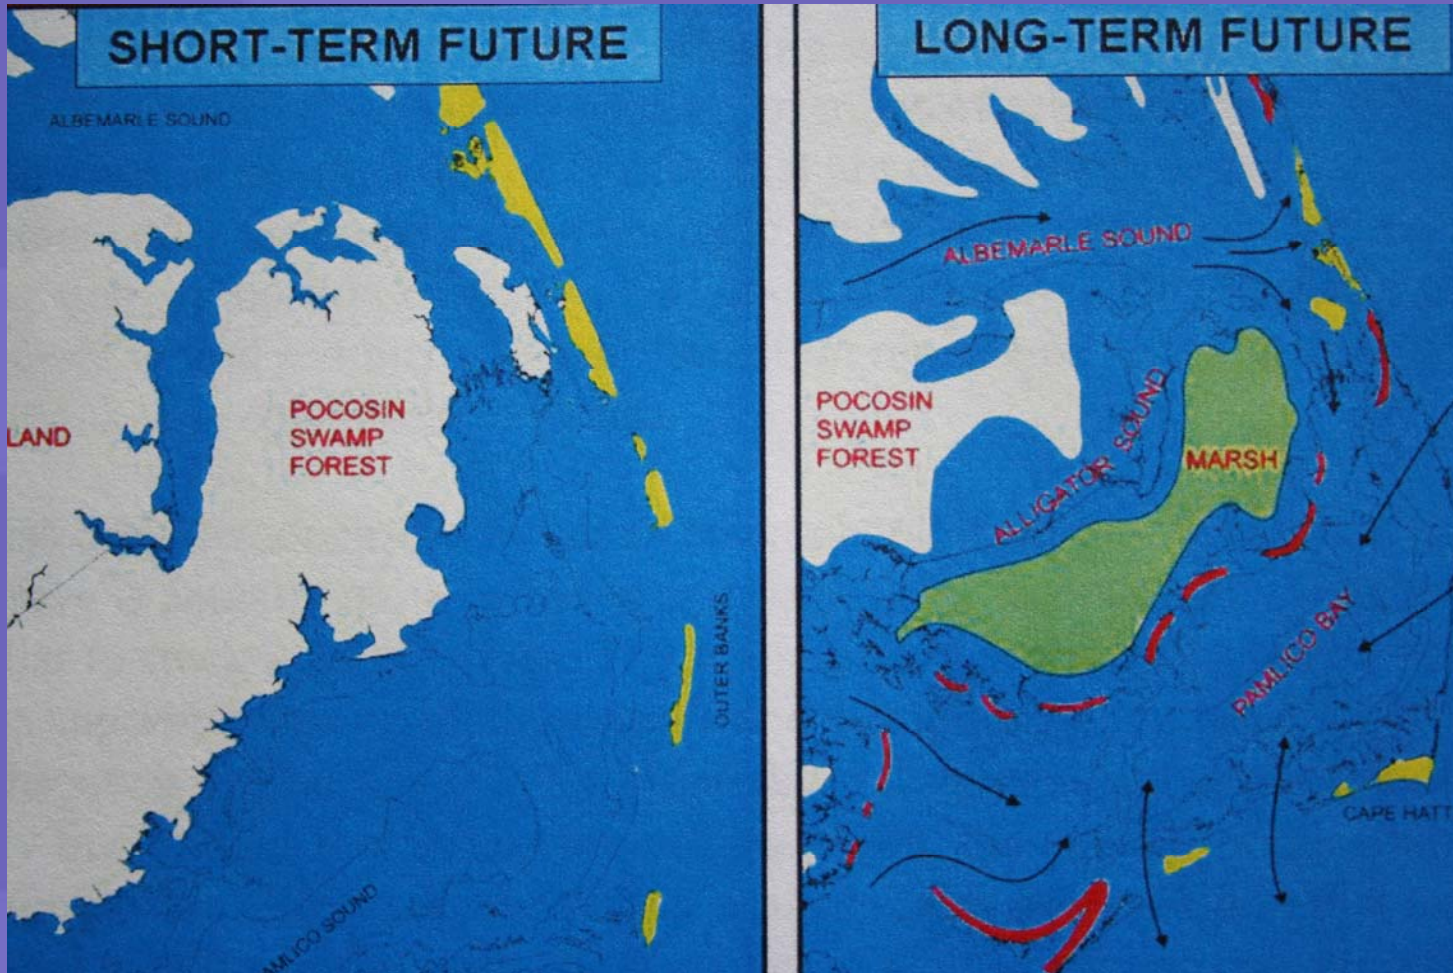 SHORT-TERM FUTURE
ALBEMARLE SOUND
LAND
POCOSIN
SWAMP
FOREST
OUTER BANKS
AMLICO SOUND
LONG-TERM FUTURE
ALBEMARLE SOUND
POCOSIN
SWAMP
FOREST
ALLIGATOR SOUND
MARSH
PAMLICO BAY
CAPE HATT